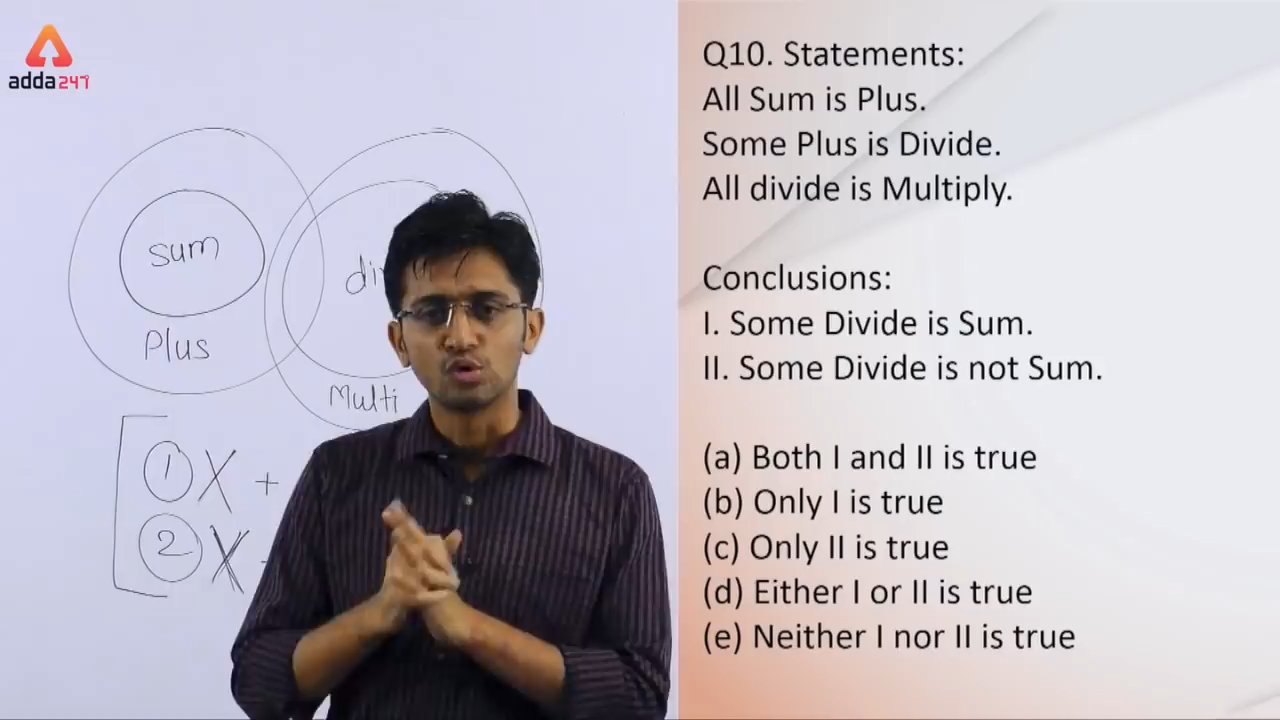 adda247
sum
Plus
Multi
1 X +
2 X
Q10. Statements:
All Sum is Plus.
Some Plus is Divide.
All divide is Multiply.
Conclusions:
I. Some Divide is Sum.
II. Some Divide is not Sum.
(a) Both I and II is true
(b) Only I is true
(c) Only II is true
(d) Either I or II is true
(e) Neither I nor II is true